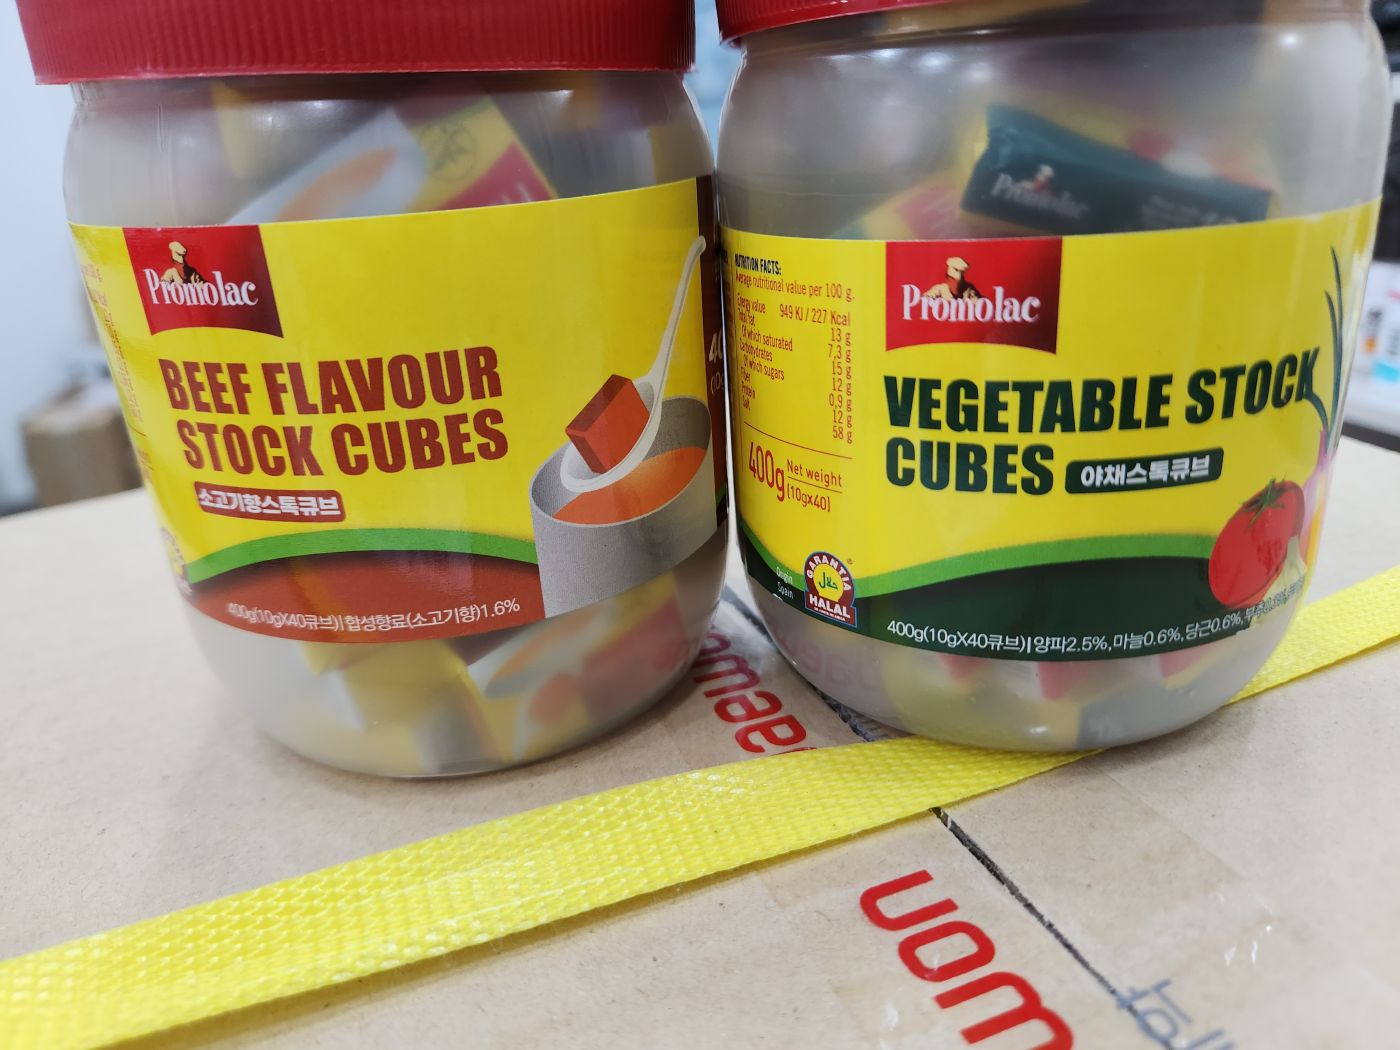 Promolac
BEEF FLAVOUR
STOCK CUBES
소고기향스톡큐브
400g(10gX40큐브)| 합성향료(소고기향)1.6%
Promolac
NUTRITION FACTS:
Average nutritional value per 100 g.
Energy value 949 KJ / 227 Kcal
Total fat 13 g
Of which saturated 7,3 g
Carbohydrates 15 g
Of which sugars 12 g
Fiber 0,9 g
Protein 12 g
Salt 58 g
400g Net weight
(10gx40)
Origin
Spain
GARANTIA
حلال
HALAL
Promolac
VEGETABLE STOCK
CUBES 야채스톡큐브
400g(10gX40큐브)| 양파2.5%, 마늘0.6%, 당근0.6%,